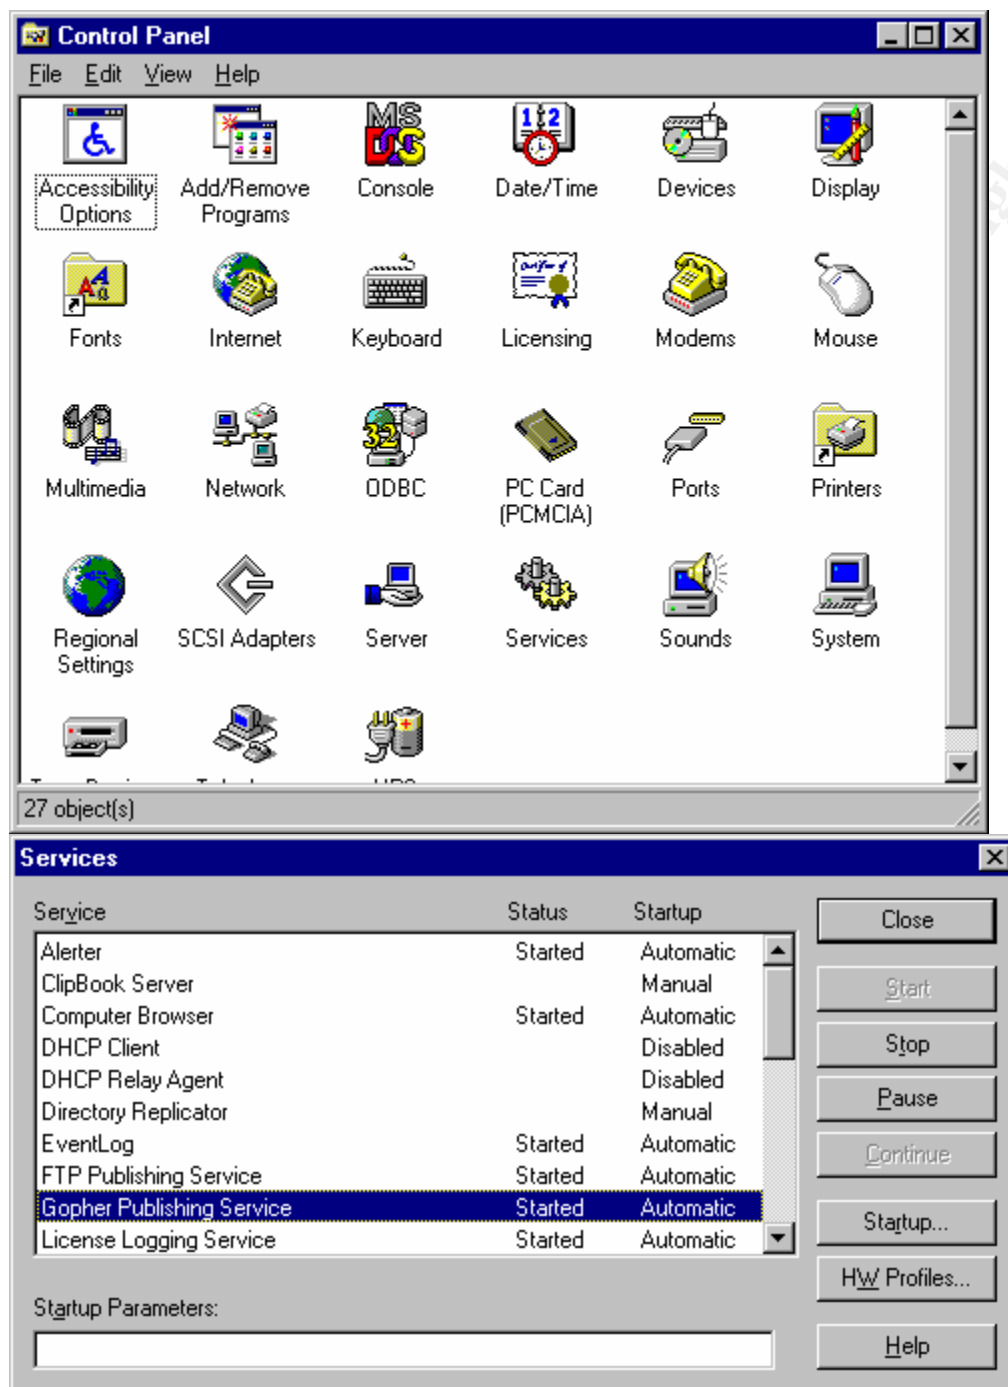 Control Panel
File Edit View Help
Accessibility Options
Add/Remove Programs
Console
Date/Time
Devices
Display
Fonts
Internet
Keyboard
Licensing
Modems
Mouse
Multimedia
Network
ODBC
PC Card (PCMCIA)
Ports
Printers
Regional Settings
SCSI Adapters
Server
Services
Sounds
System
27 object(s)
Services
Service Status Startup
Alerter Started Automatic
ClipBook Server Manual
Computer Browser Started Automatic
DHCP Client Disabled
DHCP Relay Agent Disabled
Directory Replicator Manual
EventLog Started Automatic
FTP Publishing Service Started Automatic
Gopher Publishing Service Started Automatic
License Logging Service Started Automatic
Startup Parameters:
Close
Start
Stop
Pause
Continue
Startup...
HW Profiles...
Help